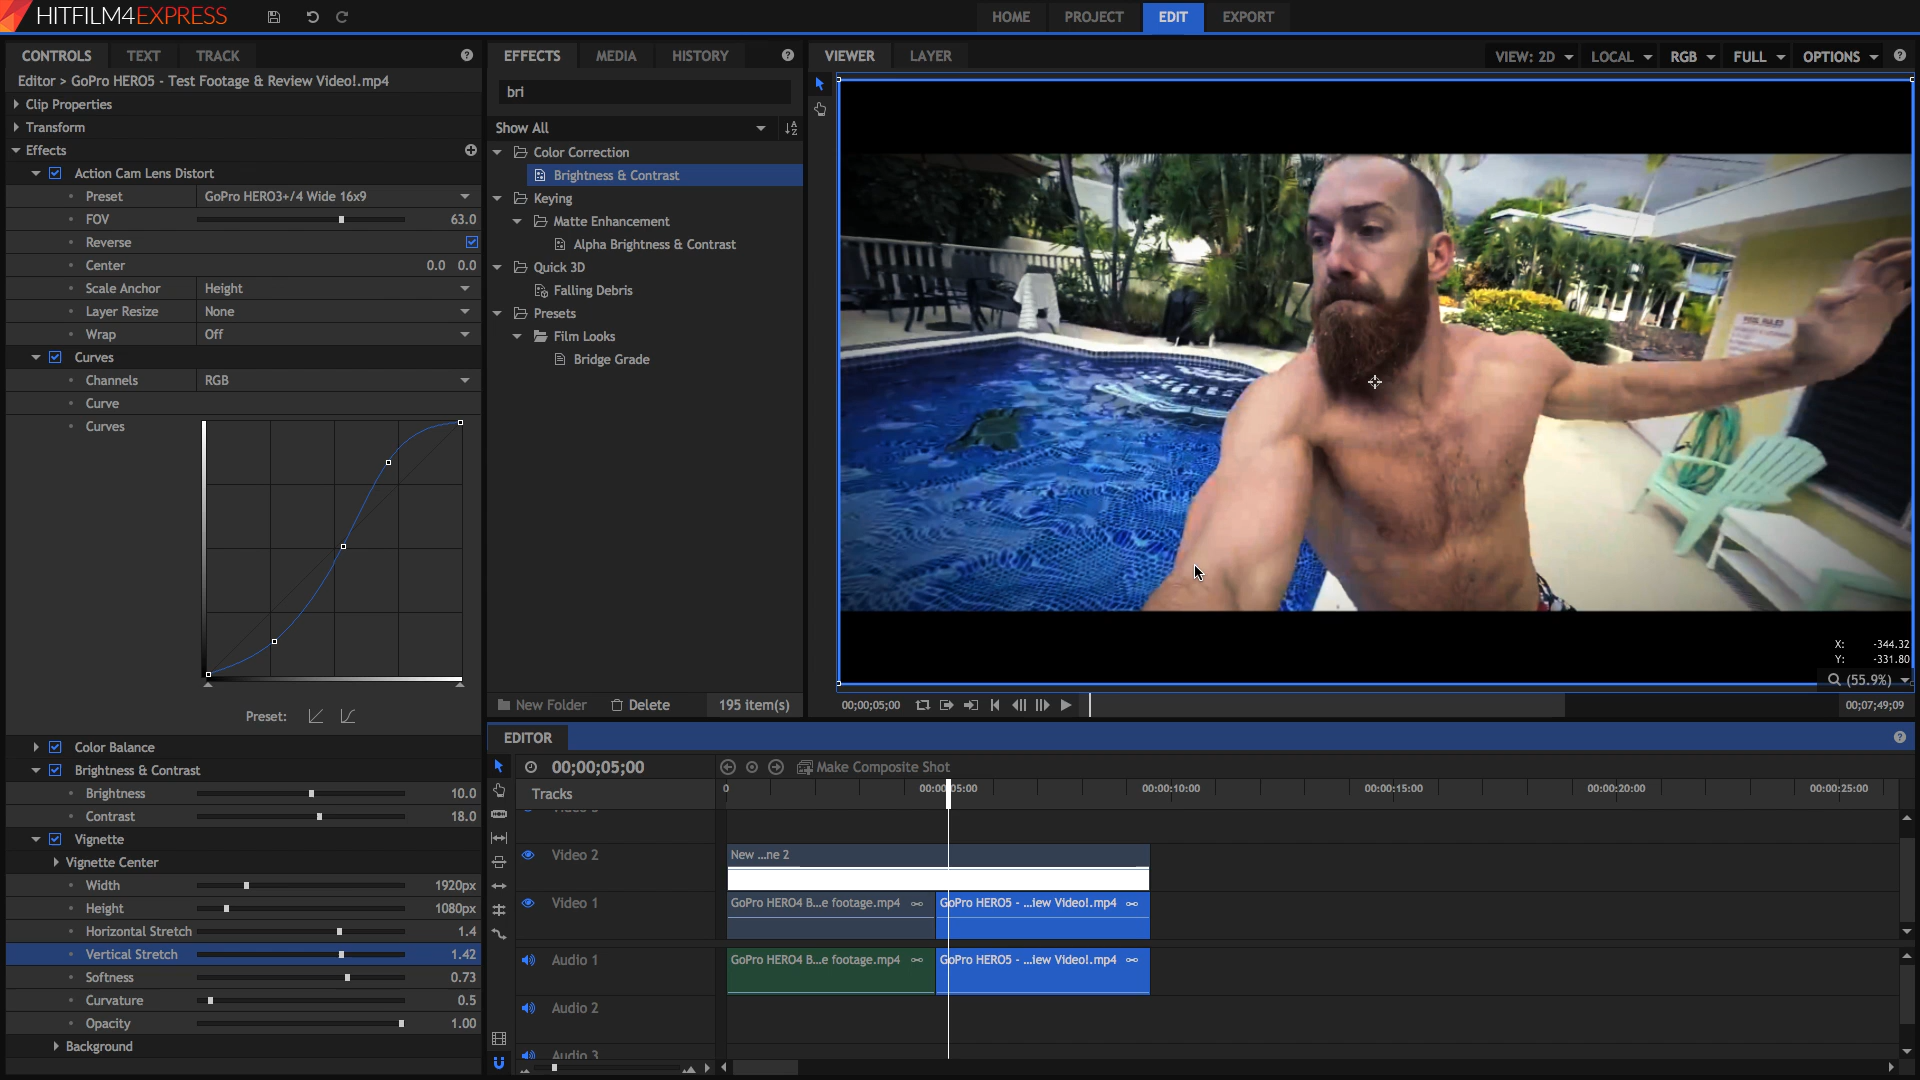 HITFILM4EXPRESS
HOME PROJECT EDIT EXPORT
CONTROLS TEXT TRACK
Editor > GoPro HERO5 - Test Footage & Review Video!.mp4
Clip Properties
Transform
Effects
Action Cam Lens Distort
Preset GoPro HERO3+/4 Wide 16x9
FOV 63.0
Reverse
Center 0.0 0.0
Scale Anchor Height
Layer Resize None
Wrap Off
Curves
Channels RGB
Curve
Curves
Preset:
Color Balance
Brightness & Contrast
Brightness 10.0
Contrast 18.0
Vignette
Vignette Center
Width 1920px
Height 1080px
Horizontal Stretch 1.4
Vertical Stretch 1.42
Softness 0.73
Curvature 0.5
Opacity 1.00
Background
EFFECTS MEDIA HISTORY
bri
Show All
Color Correction
Brightness & Contrast
Keying
Matte Enhancement
Alpha Brightness & Contrast
Quick 3D
Falling Debris
Presets
Film Looks
Bridge Grade
New Folder Delete 195 item(s)
VIEWER LAYER
VIEW: 2D LOCAL RGB FULL OPTIONS
X: -344.32
Y: -331.80
(55.9%)
00;00;05;00
00;07;49;09
EDITOR
00;00;05;00 Make Composite Shot
Tracks
0 00:00:05:00 00:00:10:00 00:00:15:00 00:00:20:00 00:00:25:00
Video 2
New ...ne 2
Video 1
GoPro HERO4 B...e footage.mp4
GoPro HERO5 - ...iew Video!.mp4
Audio 1
GoPro HERO4 B...e footage.mp4
GoPro HERO5 - ...iew Video!.mp4
Audio 2
Audio 3